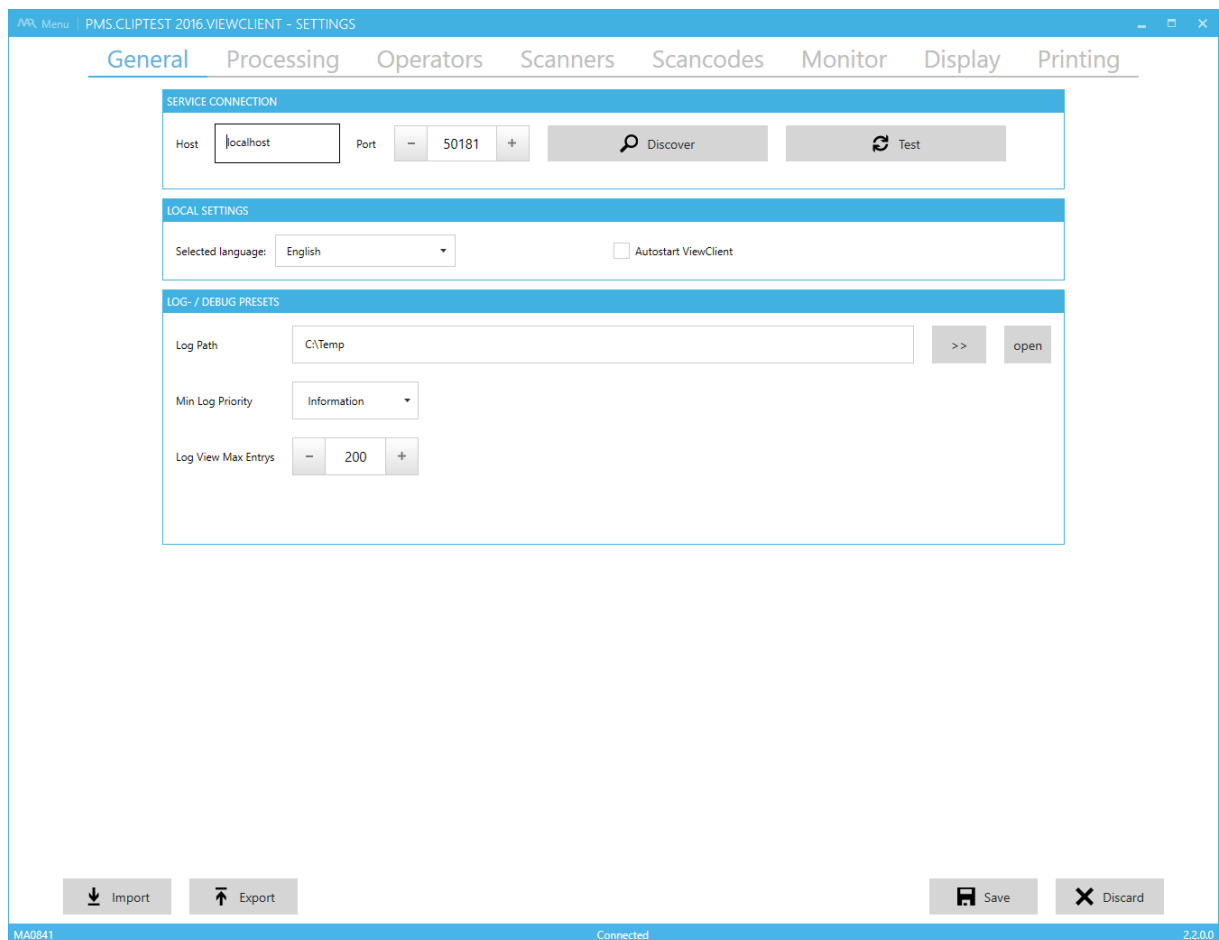 Menu PMS.CLIPTEST 2016.VIEWCLIENT - SETTINGS
General Processing Operators Scanners Scancodes Monitor Display Printing
SERVICE CONNECTION
Host localhost Port - 50181 + Discover Test
LOCAL SETTINGS
Selected language: English Autostart ViewClient
LOG- / DEBUG PRESETS
Log Path C:\Temp >> open
Min Log Priority Information
Log View Max Entrys - 200 +
Import Export Save Discard
MA0841 Connected 2.2.0.0